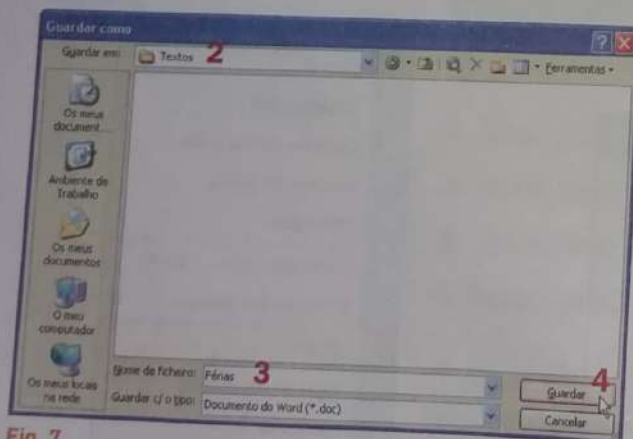 Guardar como
Guardar em: Textos 2
Ferramentas
Os meus document...
Ambiente de Trabalho
Os meus documentos
O meu computador
Os meus locais na rede
Nome de ficheiro: Férias 3
Guardar 4
Guardar c/ o tipo: Documento do Word (*.doc)
Cancelar
Fig. 7